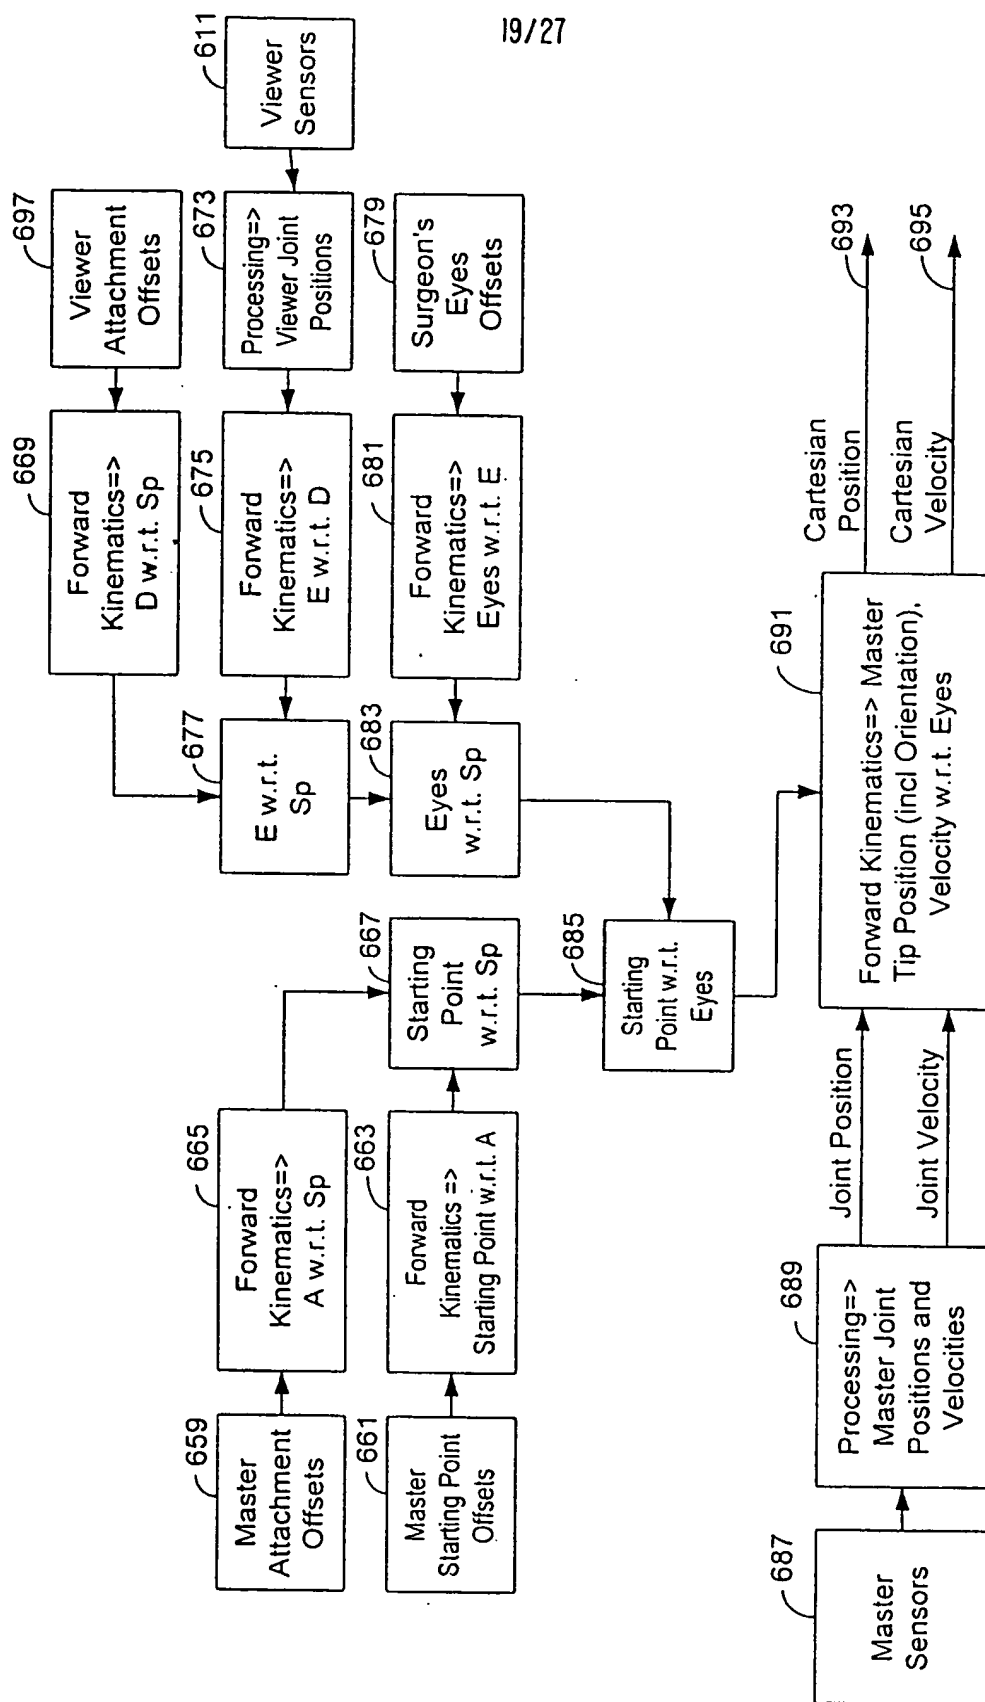 19/27
611
Viewer
Sensors
697
Viewer
Attachment
Offsets
673
Processing=>
Viewer Joint
Positions
679
Surgeon's
Eyes
Offsets
669
Forward
Kinematics=>
D w.r.t. Sp
675
Forward
Kinematics=>
E w.r.t. D
681
Forward
Kinematics=>
Eyes w.r.t. E
677
E w.r.t.
Sp
683
Eyes
w.r.t. Sp
659
Master
Attachment
Offsets
665
Forward
Kinematics=>
A w.r.t. Sp
661
Master
Starting Point
Offsets
663
Forward
Kinematics =>
Starting Point w.r.t. A
667
Starting
Point
w.r.t. Sp
685
Starting
Point w.r.t.
Eyes
687
Master
Sensors
689
Processing=>
Master Joint
Positions and
Velocities
Joint Position
Joint Velocity
691
Forward Kinematics=> Master
Tip Position (incl Orientation),
Velocity w.r.t. Eyes
Cartesian
Position
693
Cartesian
Velocity
695